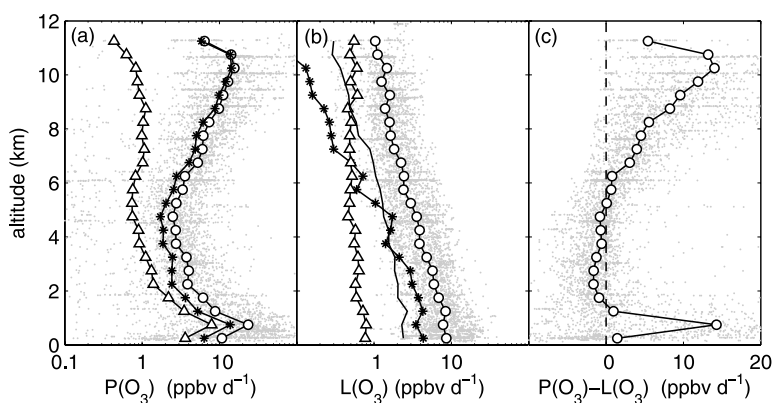 (a)
(b)
(c)
12
10
8
6
4
2
0
altitude (km)
0.1
1
10
1
10
0
10
20
P(O₃) (ppbv d⁻¹)
L(O₃) (ppbv d⁻¹)
P(O₃)−L(O₃) (ppbv d⁻¹)